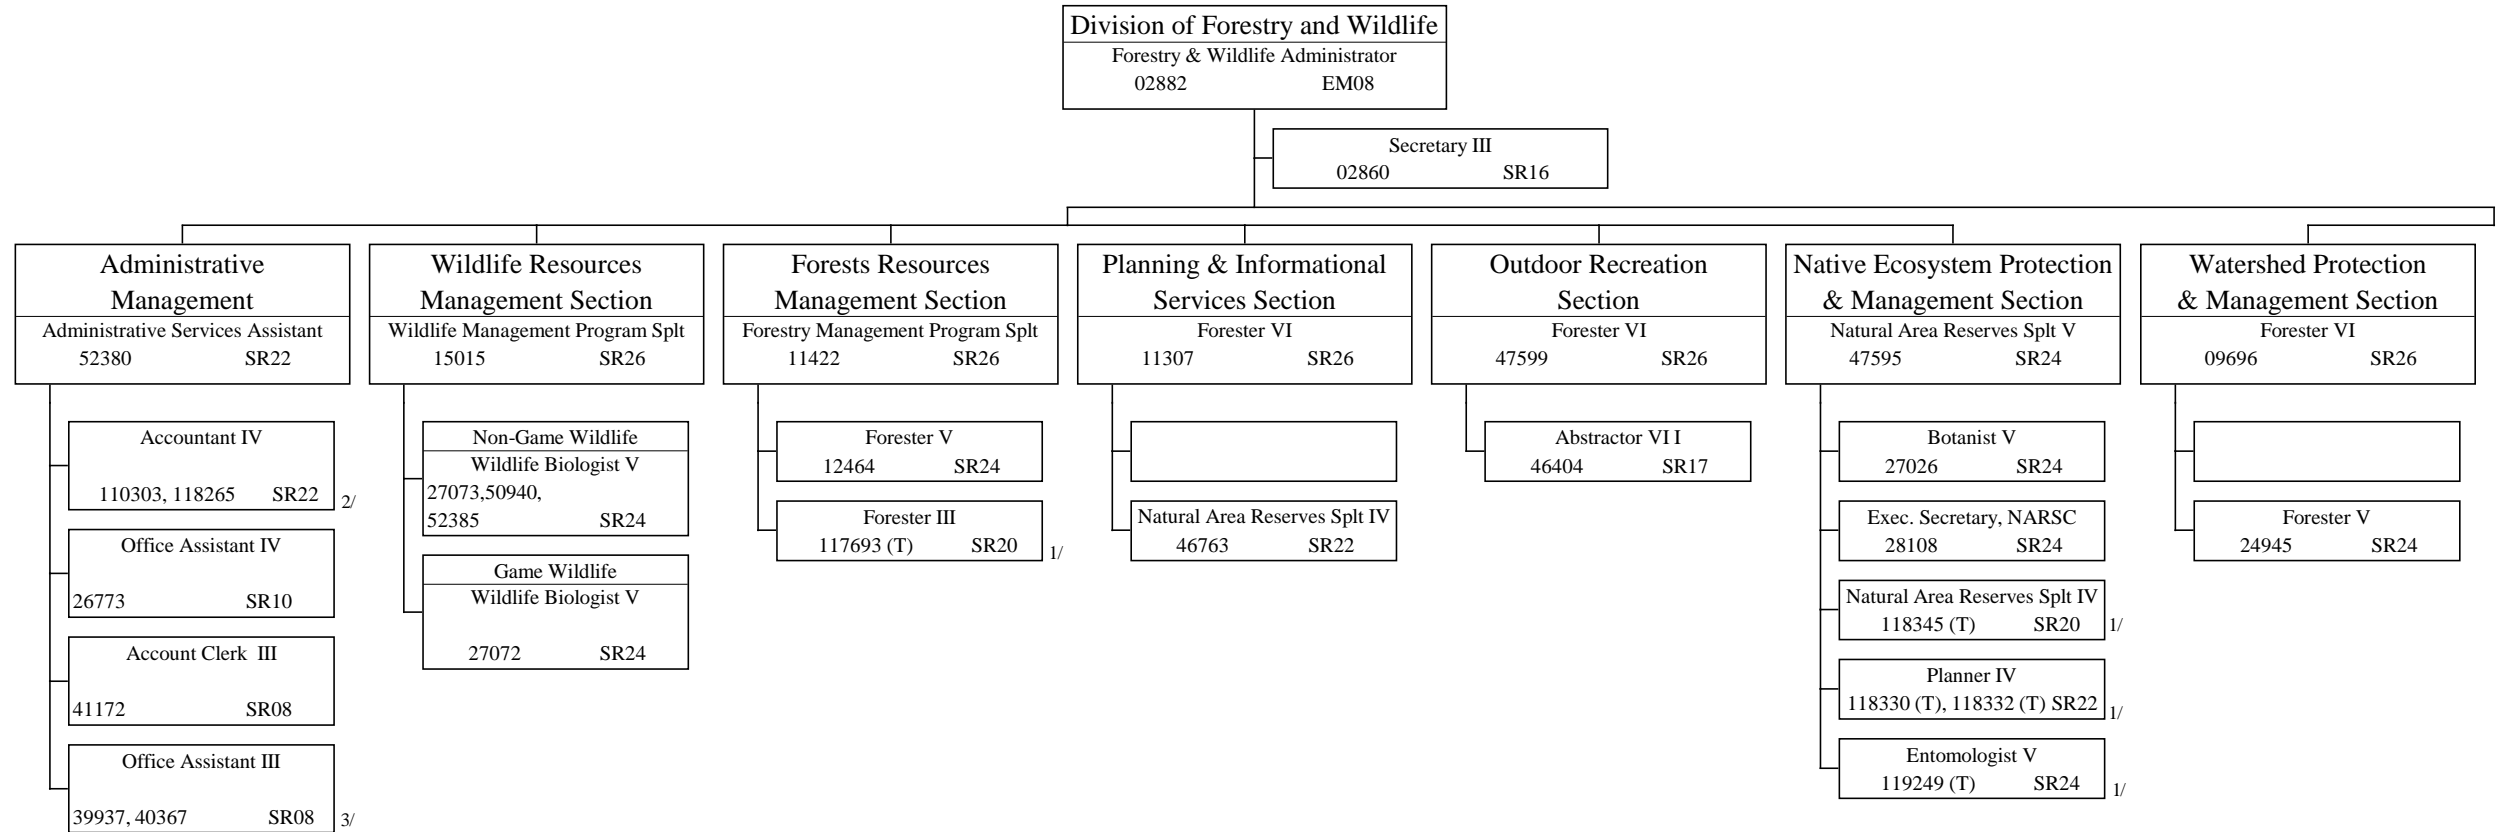 Division of Forestry and Wildlife
Forestry & Wildlife Administrator
02882 EM08
Secretary III
02860 SR16
Administrative
Management
Administrative Services Assistant
52380 SR22
Accountant IV
110303, 118265 SR22 2/
Office Assistant IV
26773 SR10
Account Clerk III
41172 SR08
Office Assistant III
39937, 40367 SR08 3/
Wildlife Resources
Management Section
Wildlife Management Program Splt
15015 SR26
Non-Game Wildlife
Wildlife Biologist V
27073,50940,
52385 SR24
Game Wildlife
Wildlife Biologist V
27072 SR24
Forests Resources
Management Section
Forestry Management Program Splt
11422 SR26
Forester V
12464 SR24
Forester III
117693 (T) SR20 1/
Planning & Informational
Services Section
Forester VI
11307 SR26
Natural Area Reserves Splt IV
46763 SR22
Outdoor Recreation
Section
Forester VI
47599 SR26
Abstractor VI I
46404 SR17
Native Ecosystem Protection
& Management Section
Natural Area Reserves Splt V
47595 SR24
Botanist V
27026 SR24
Exec. Secretary, NARSC
28108 SR24
Natural Area Reserves Splt IV
118345 (T) SR20 1/
Planner IV
118330 (T), 118332 (T) SR22 1/
Entomologist V
119249 (T) SR24 1/
Watershed Protection
& Management Section
Forester VI
09696 SR26
Forester V
24945 SR24